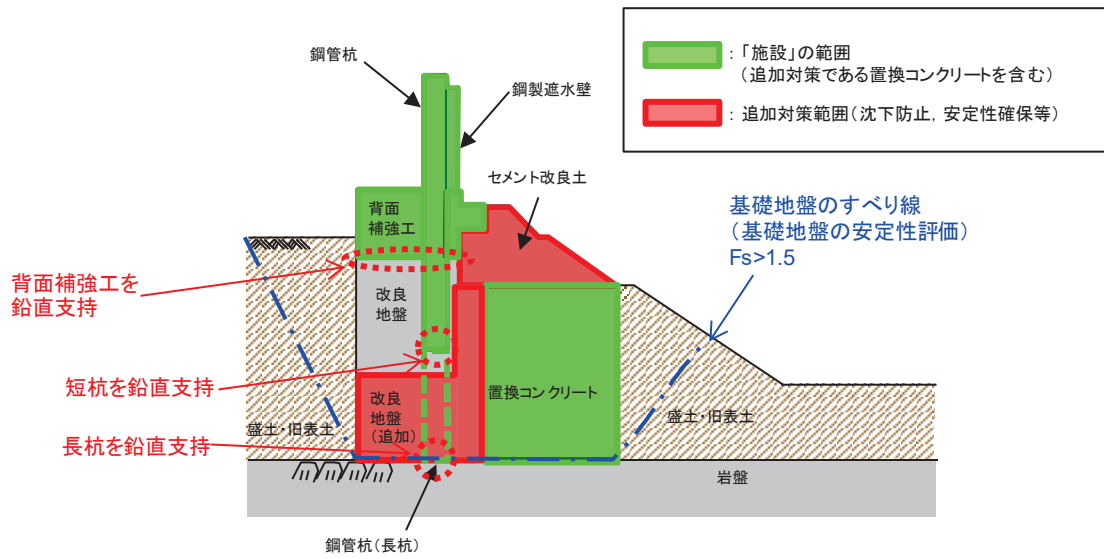 鋼管杭
鋼製遮水壁
:「施設」の範囲
(追加対策である置換コンクリートを含む)
: 追加対策範囲(沈下防止, 安定性確保等)
セメント改良土
背面
補強工
基礎地盤のすべり線
(基礎地盤の安定性評価)
Fs>1.5
背面補強工を
鉛直支持
改良
地盤
短杭を鉛直支持
改良
地盤
(追加)
置換コンクリート
盛土・旧表土
盛土・旧表土
長杭を鉛直支持
岩盤
鋼管杭(長杭)